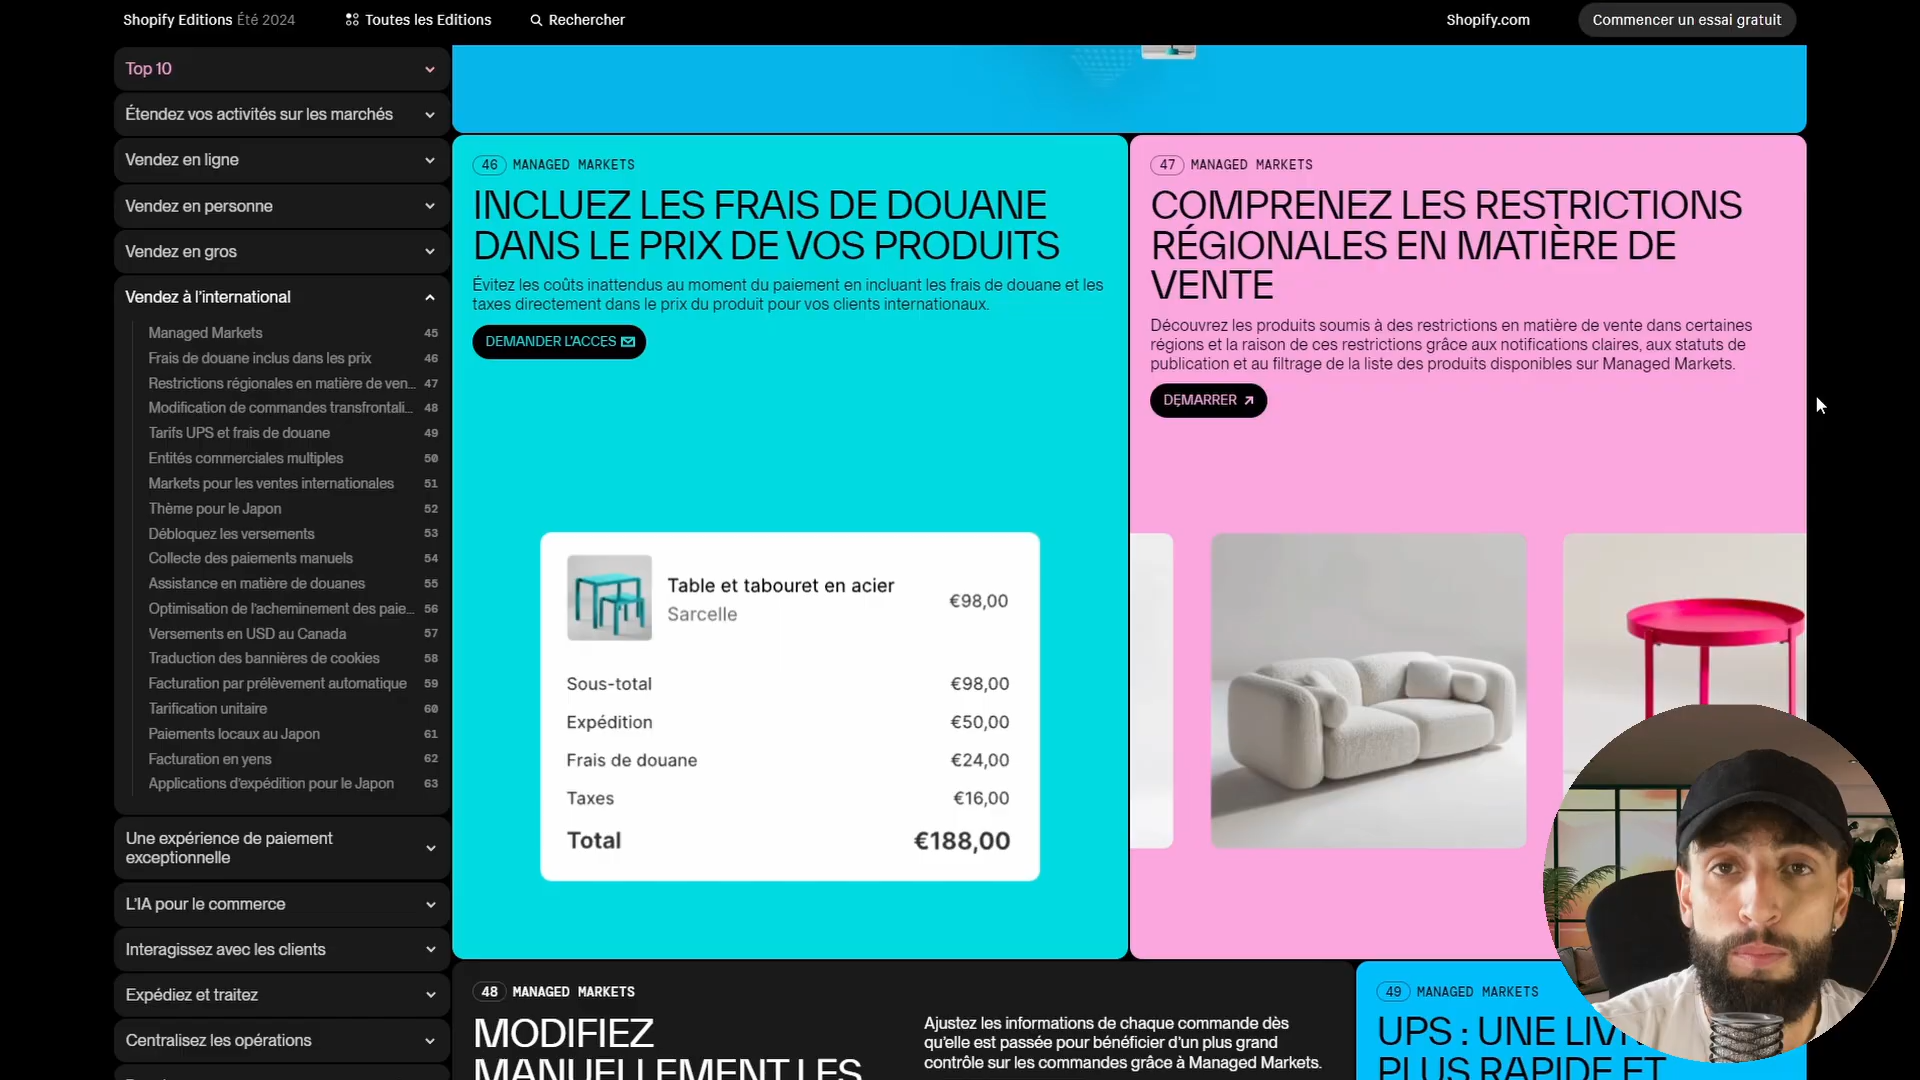 Shopify Editions Été 2024
Toutes les Editions
Rechercher
Shopify.com
Commencer un essai gratuit
Top 10
Étendez vos activités sur les marchés
Vendez en ligne
Vendez en personne
Vendez en gros
Vendez à l'international
Managed Markets 45
Frais de douane inclus dans les prix 46
Restrictions régionales en matière de ven... 47
Modification de commandes transfrontali... 48
Tarifs UPS et frais de douane 49
Entités commerciales multiples 50
Markets pour les ventes internationales 51
Thème pour le Japon 52
Débloquez les versements 53
Collecte des paiements manuels 54
Assistance en matière de douanes 55
Optimisation de l'acheminement des paie... 56
Versements en USD au Canada 57
Traduction des bannières de cookies 58
Facturation par prélèvement automatique 59
Tarification unitaire 60
Paiements locaux au Japon 61
Facturation en yens 62
Applications d'expédition pour le Japon 63
Une expérience de paiement
exceptionnelle
L'IA pour le commerce
Interagissez avec les clients
Expédiez et traitez
Centralisez les opérations
46 MANAGED MARKETS
INCLUEZ LES FRAIS DE DOUANE
DANS LE PRIX DE VOS PRODUITS
Évitez les coûts inattendus au moment du paiement en incluant les frais de douane et les
taxes directement dans le prix du produit pour vos clients internationaux.
DEMANDER L'ACCÈS
Table et tabouret en acier
Sarcelle
€98,00
Sous-total €98,00
Expédition €50,00
Frais de douane €24,00
Taxes €16,00
Total €188,00
47 MANAGED MARKETS
COMPRENEZ LES RESTRICTIONS
RÉGIONALES EN MATIÈRE DE
VENTE
Découvrez les produits soumis à des restrictions en matière de vente dans certaines
régions et la raison de ces restrictions grâce aux notifications claires, aux statuts de
publication et au filtrage de la liste des produits disponibles sur Managed Markets.
DÉMARRER
48 MANAGED MARKETS
MODIFIEZ
MANUELLEMENT LES
Ajustez les informations de chaque commande dès
qu'elle est passée pour bénéficier d'un plus grand
contrôle sur les commandes grâce à Managed Markets.
49 MANAGED MARKETS
UPS : UNE
PLUS RAPIDE ET